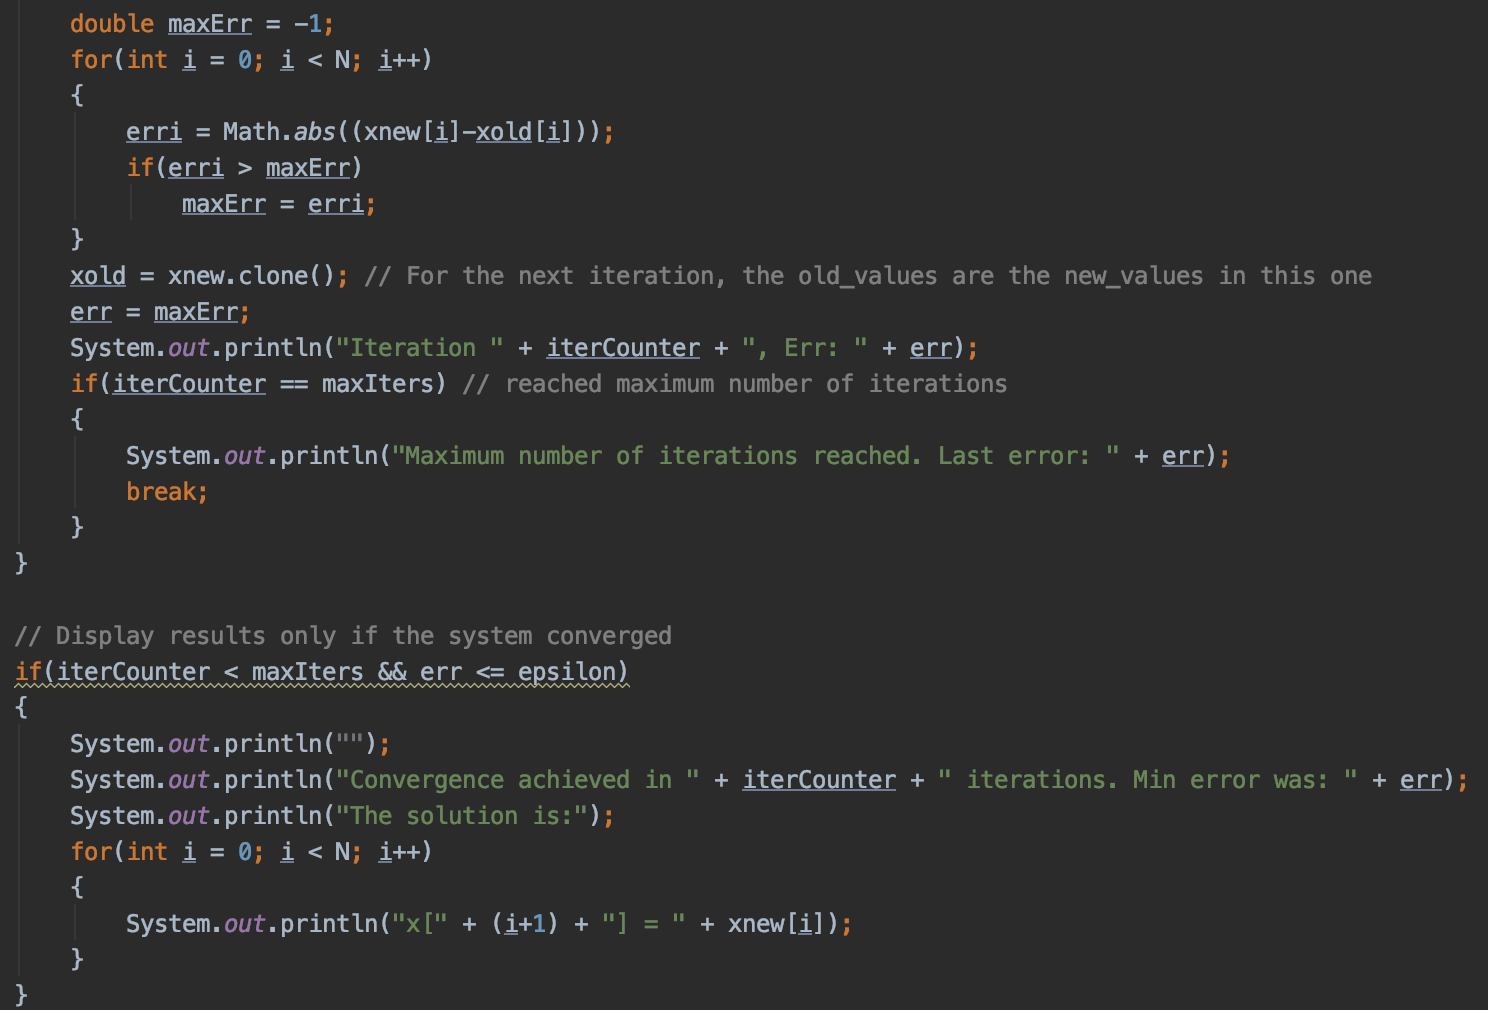 double maxErr = -1;
for(int i = 0; i < N; i++)
{
erri = Math.abs((xnew[i]-xold[i]));
if(erri > maxErr)
maxErr = erri;
}
xold = xnew.clone(); // For the next iteration, the old_values are the new_values in this one
err = maxErr;
System.out.println("Iteration " + iterCounter + ", Err: " + err);
if(iterCounter == maxIters) // reached maximum number of iterations
{
System.out.println("Maximum number of iterations reached. Last error: " + err);
break;
}
}
// Display results only if the system converged
if(iterCounter < maxIters && err <= epsilon)
{
System.out.println("");
System.out.println("Convergence achieved in " + iterCounter + " iterations. Min error was: " + err);
System.out.println("The solution is:");
for(int i = 0; i < N; i++)
{
System.out.println("x[" + (i+1) + "] = " + xnew[i]);
}
}